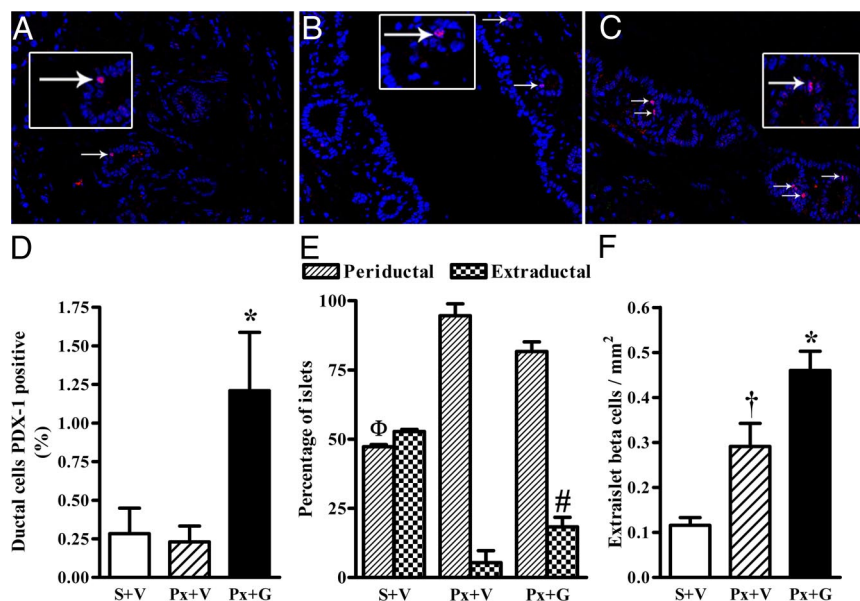 A
B
C
D
Ductal cells PDX-1 positive
(%)
1.75
1.50
1.25
1.00
0.75
0.50
0.25
0.00
*
S+V Px+V Px+G
E
Periductal Extraductal
Percentage of islets
100
75
50
25
0
Φ
#
S+V Px+V Px+G
F
Extraislet beta cells / mm²
0.6
0.5
0.4
0.3
0.2
0.1
0.0
†
*
S+V Px+V Px+G